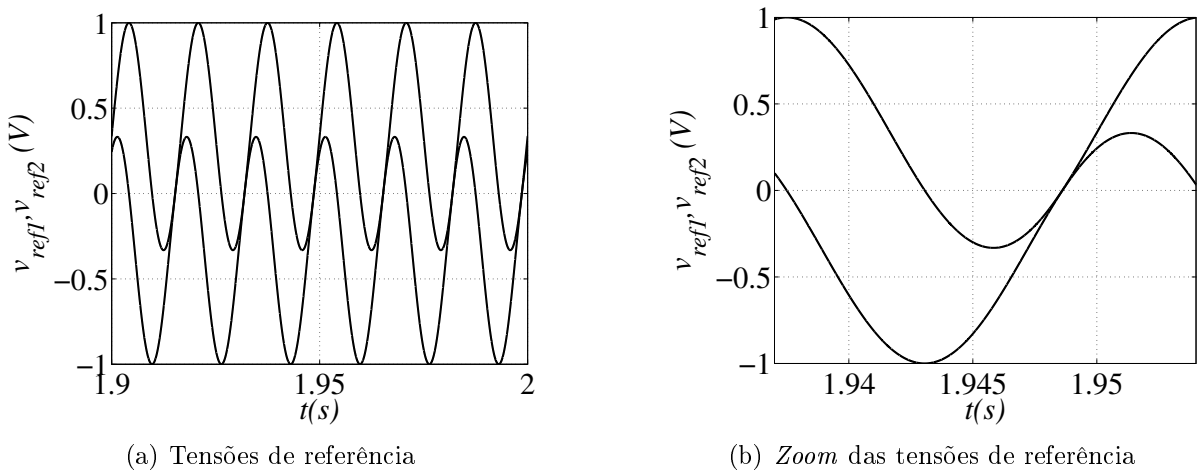 1
0.5
0
−0.5
−1
v_ref1,v_ref2 (V)
1.9
1.95
2
t(s)
(a) Tensões de referência
1
0.5
0
−0.5
−1
v_ref1,v_ref2 (V)
1.94
1.945
1.95
t(s)
(b) Zoom das tensões de referência